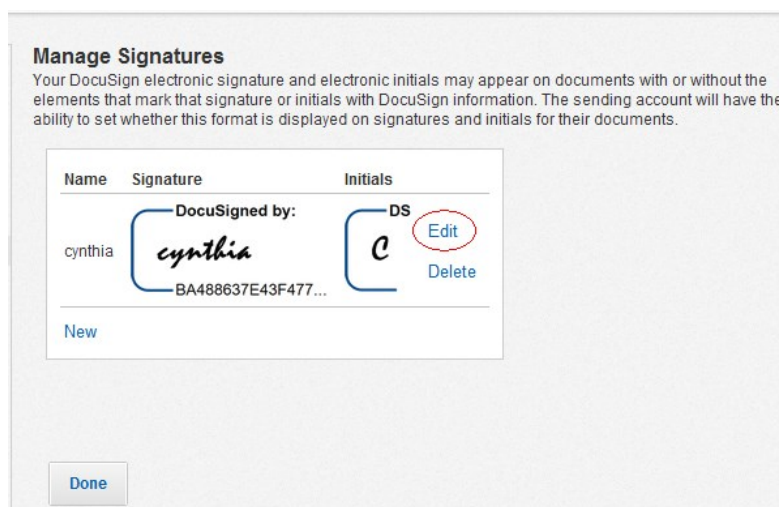 Manage Signatures
Your DocuSign electronic signature and electronic initials may appear on documents with or without the
elements that mark that signature or initials with DocuSign information. The sending account will have the
ability to set whether this format is displayed on signatures and initials for their documents.
Name Signature Initials
DocuSigned by: DS
cynthia cynthia C Edit
Delete
BA488637E43F477...
New
Done